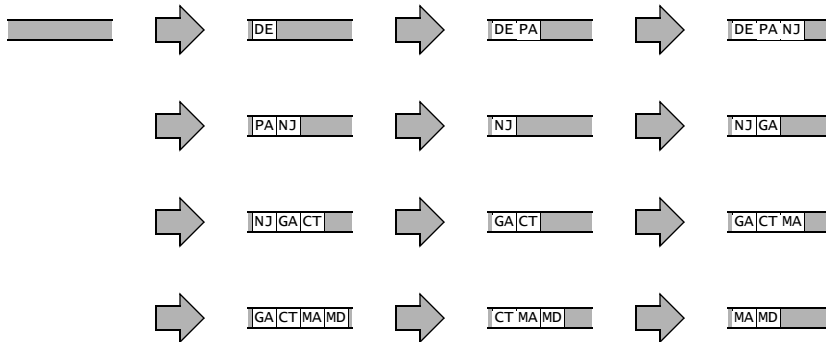 DE DE PA DE PA NJ
PA NJ NJ NJ GA
NJ GA CT GA CT GA CT MA
GA CT MA MD CT MA MD MA MD